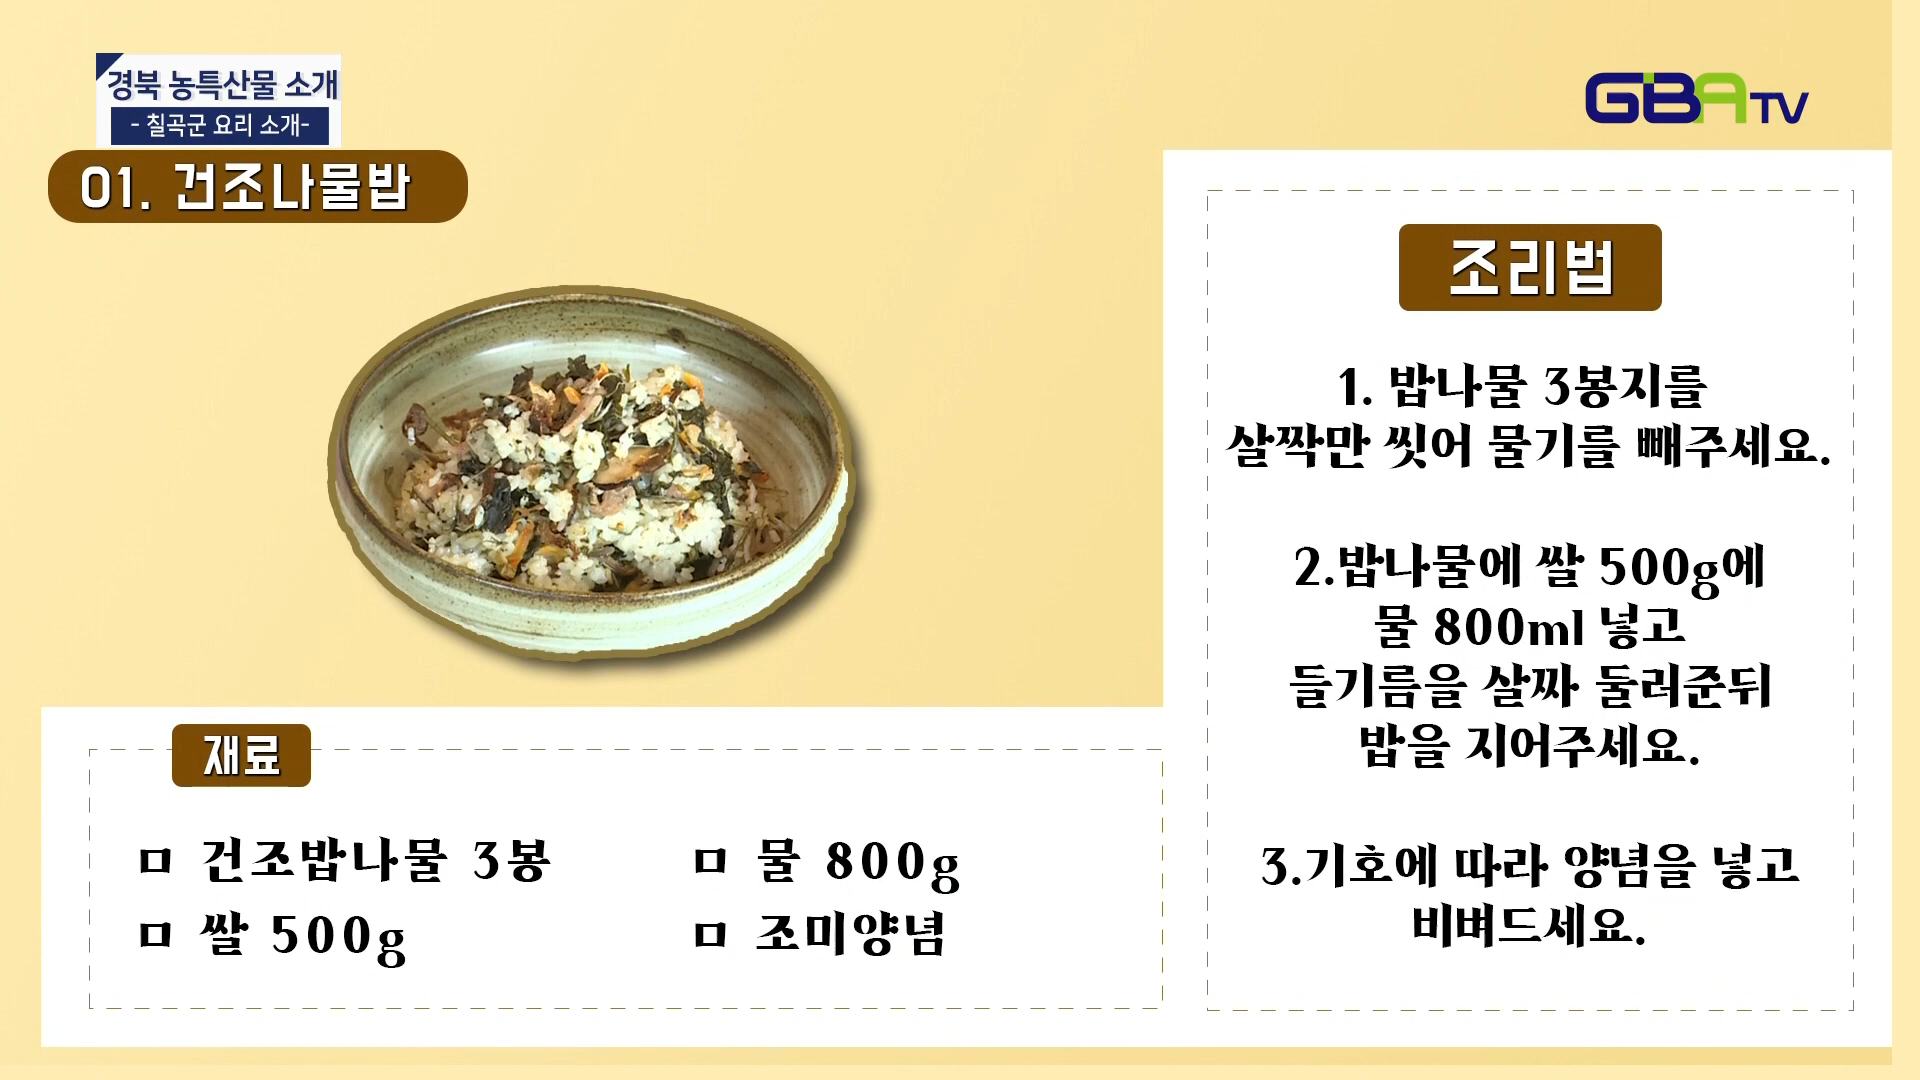 경북 농특산물 소개
- 칠곡군 요리 소개-
GBA TV
01. 건조나물밥
조리법
1. 밥나물 3봉지를
살짝만 씻어 물기를 빼주세요.
2.밥나물에 쌀 500g에
물 800ml 넣고
들기름을 살짜 둘러준뒤
밥을 지어주세요.
3.기호에 따라 양념을 넣고
비벼드세요.
재료
ㅁ 건조밥나물 3봉
ㅁ 물 800g
ㅁ 쌀 500g
ㅁ 조미양념